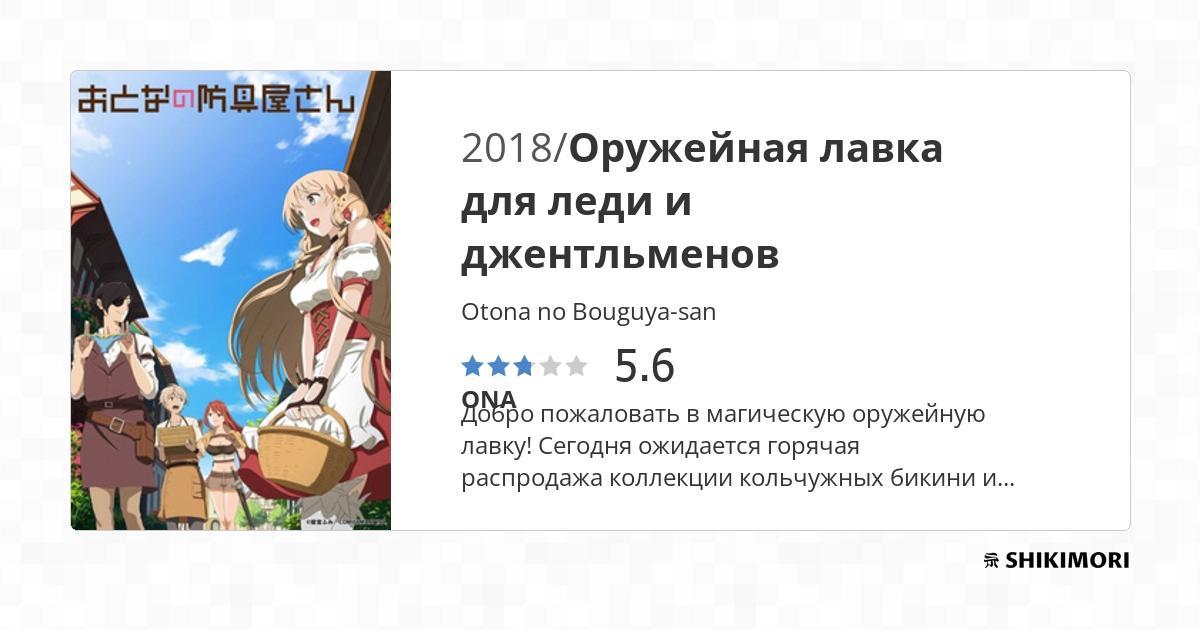 おとなの防具屋さん
2018/Оружейная лавка
для леди и
джентльменов
Otona no Bouguya-san
5.6
ONA
Добро пожаловать в магическую оружейную
лавку! Сегодня ожидается горячая
распродажа коллекции кольчужных бикини и...
SHIKIMORI